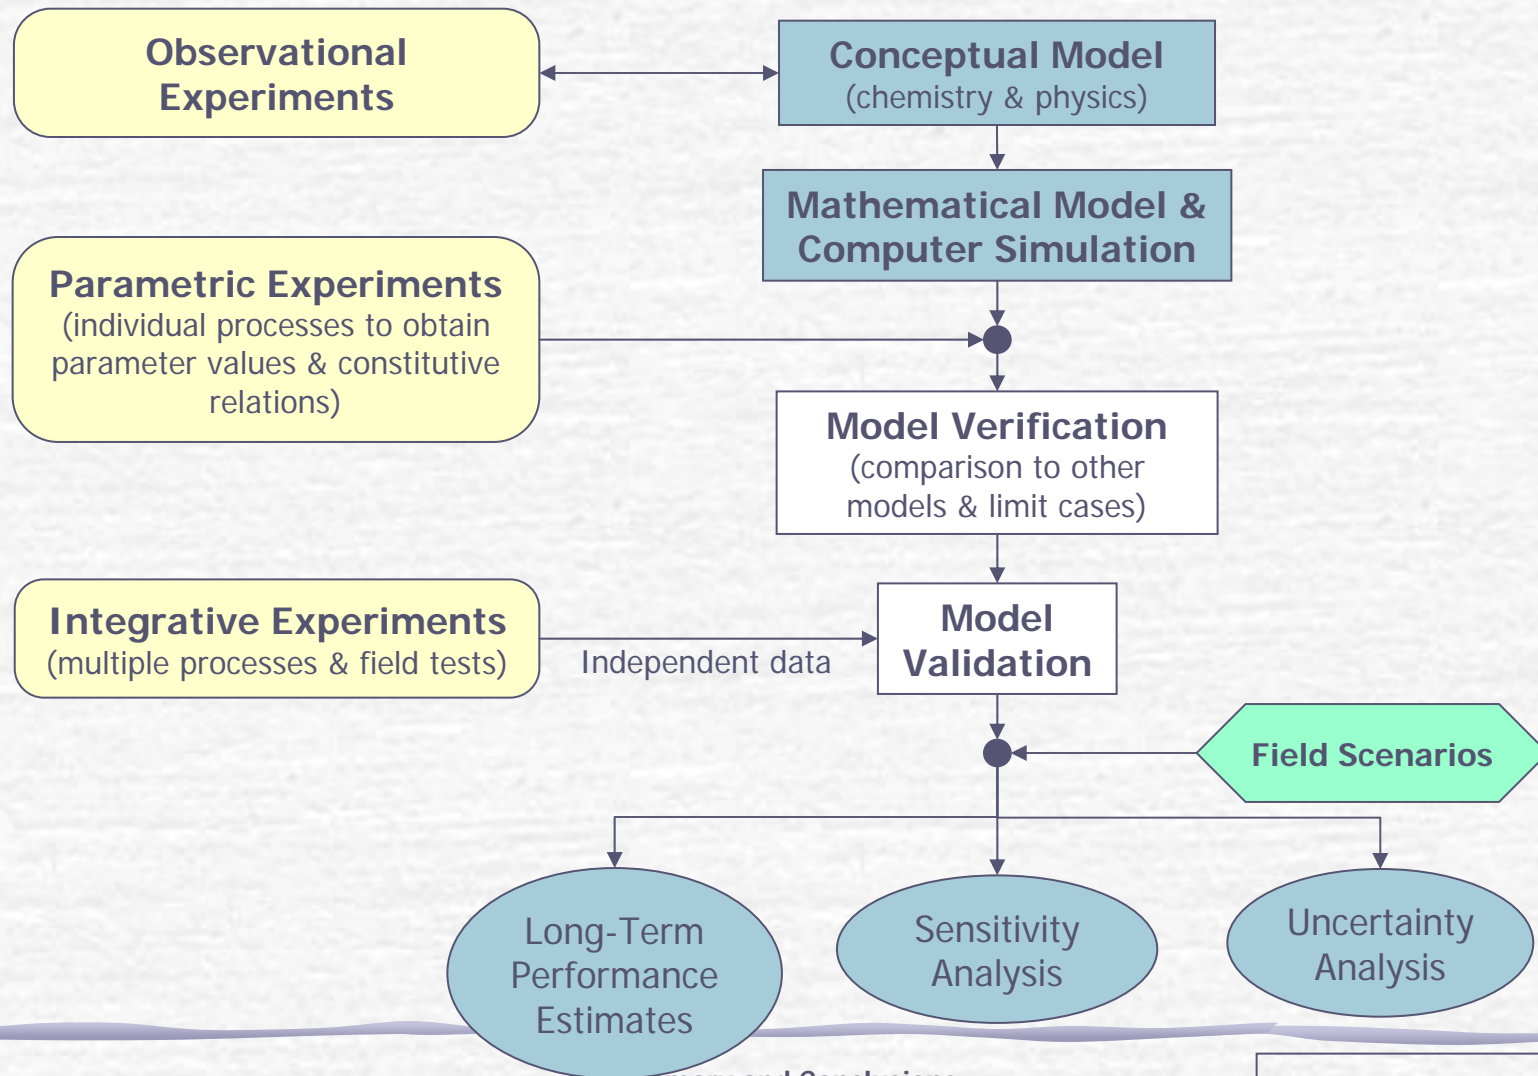 Observational
Experiments
Conceptual Model
(chemistry & physics)
Mathematical Model &
Computer Simulation
Parametric Experiments
(individual processes to obtain
parameter values & constitutive
relations)
Model Verification
(comparison to other
models & limit cases)
Integrative Experiments
(multiple processes & field tests)
Independent data
Model
Validation
Field Scenarios
Long-Term
Performance
Estimates
Sensitivity
Analysis
Uncertainty
Analysis
and Conclusions